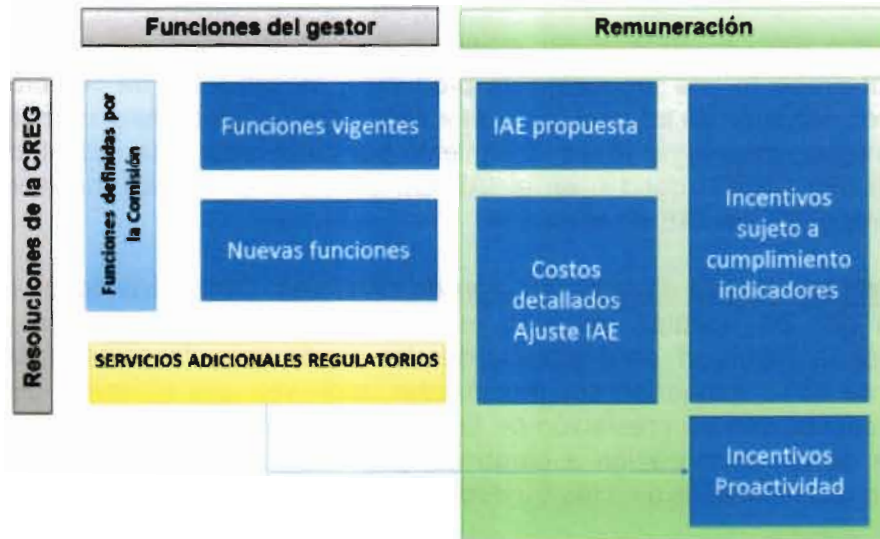 Funciones del gestor
Remuneración
Resoluciones de la CREG
Funciones definidas por
la Comisión
Funciones vigentes
Nuevas funciones
SERVICIOS ADICIONALES REGULATORIOS
IAE propuesta
Costos
detallados
Ajuste IAE
Incentivos
sujeto a
cumplimiento
indicadores
Incentivos
Proactividad